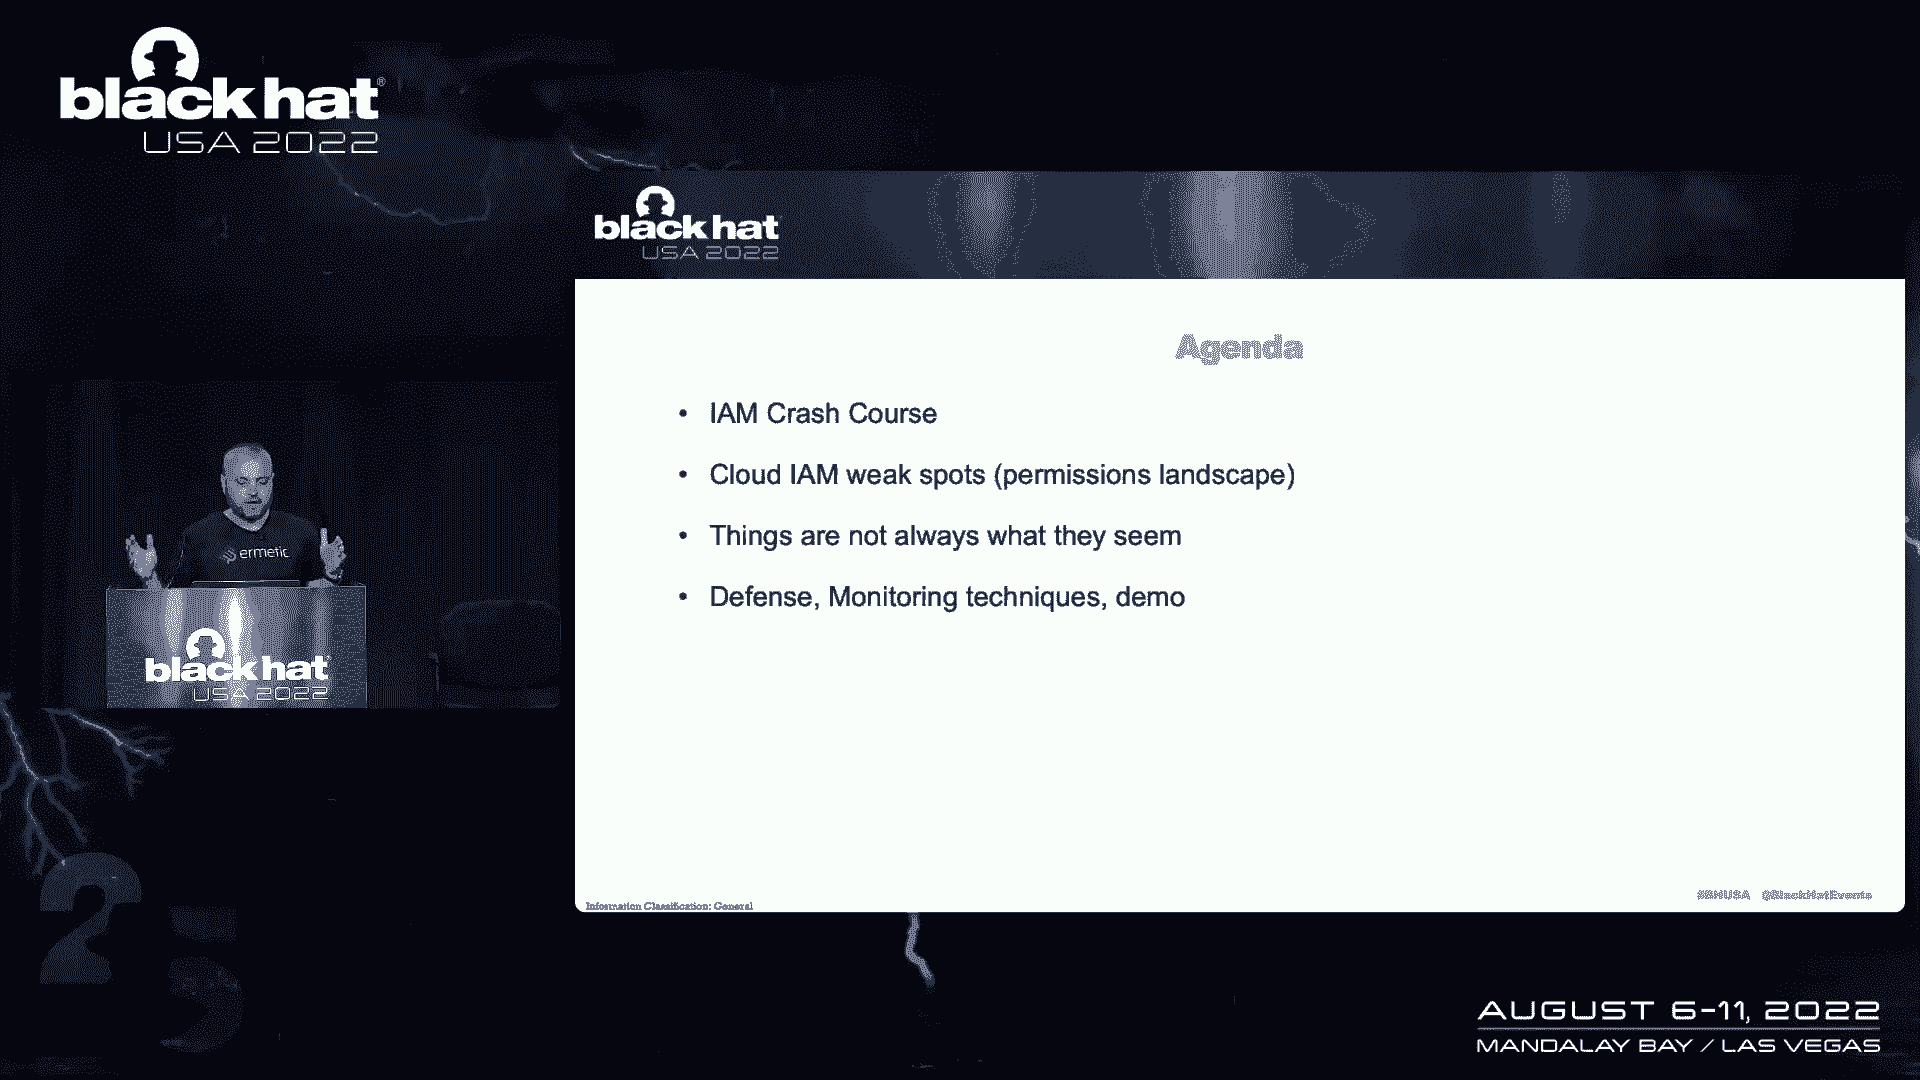 black hat®
USA 2022
black hat
USA 2022
Agenda
• IAM Crash Course
• Cloud IAM weak spots (permissions landscape)
• Things are not always what they seem
• Defense, Monitoring techniques, demo
Information Classification: General
#BHUSA @BlackHatEvents
ermetic
black hat
USA 2022
25
AUGUST 6-11, 2022
MANDALAY BAY / LAS VEGAS